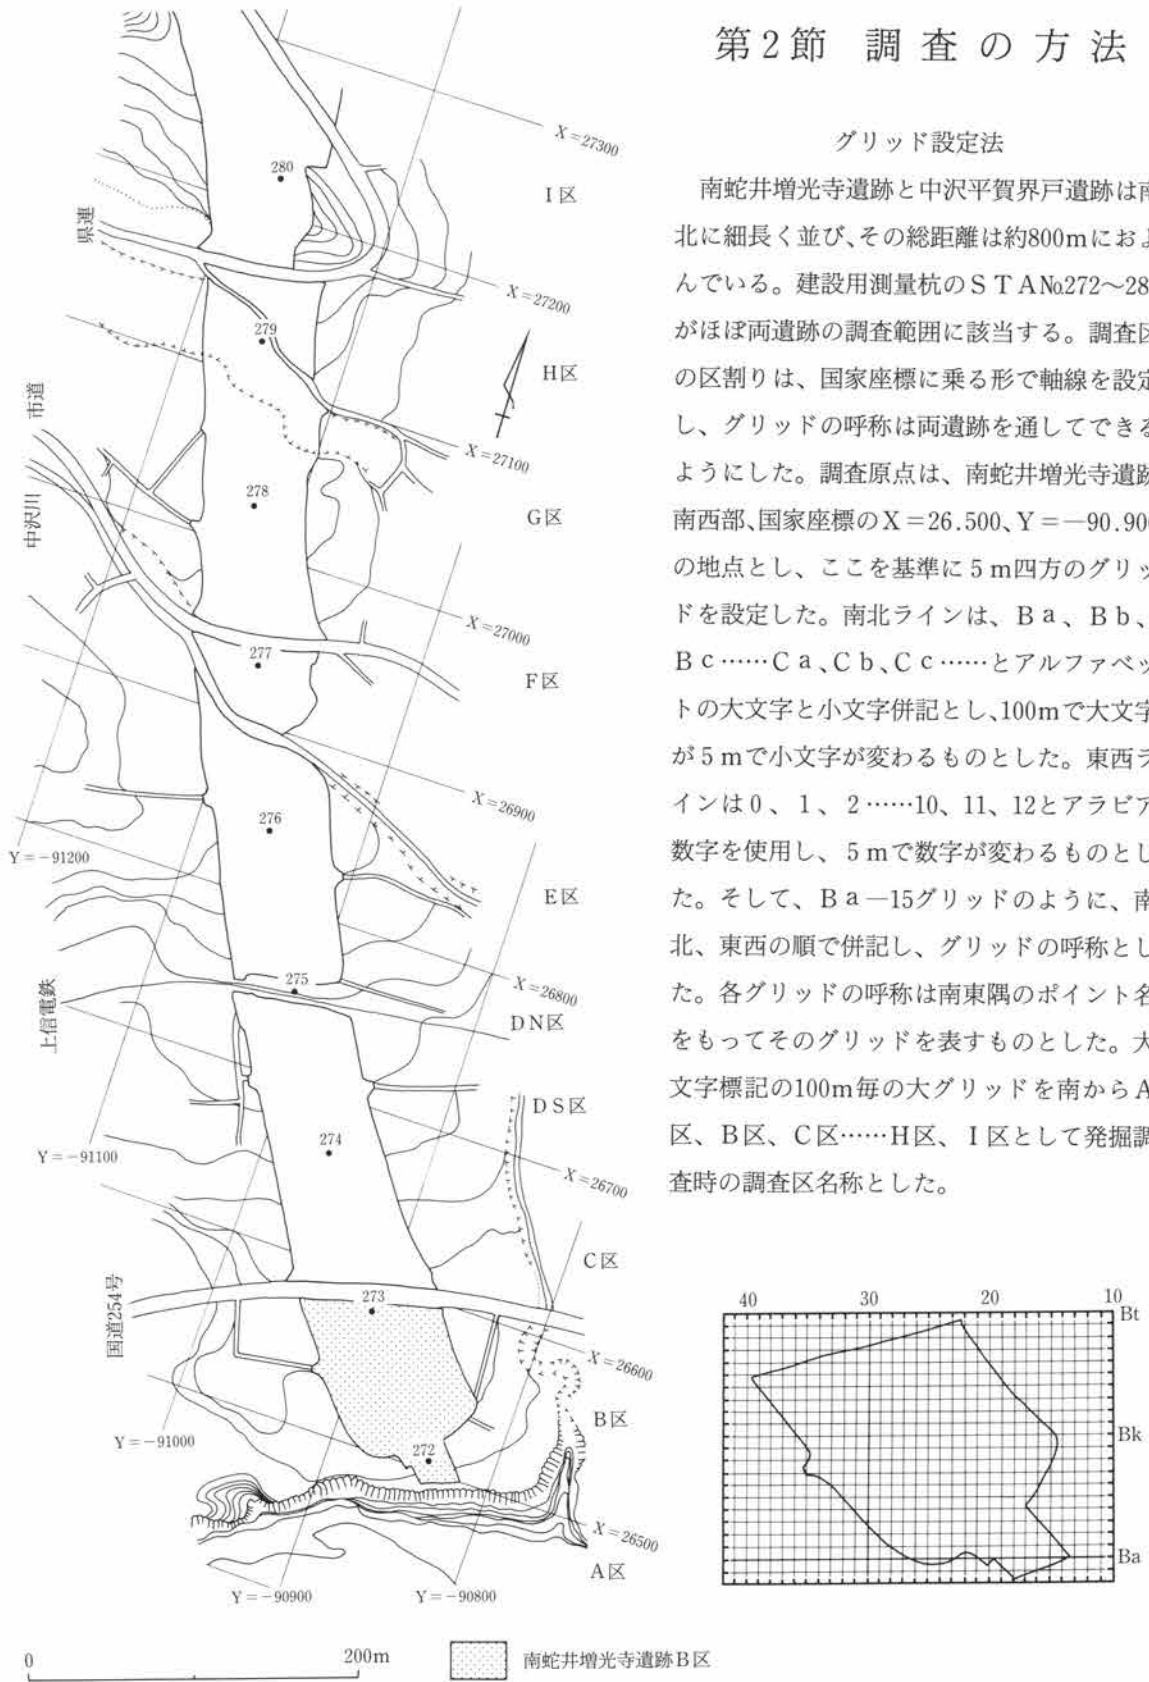 第2節 調査の方法
グリッド設定法
南蛇井増光寺遺跡と中沢平賀界戸遺跡は南
北に細長く並び、その総距離は約800mにおよ
んでいる。建設用測量杭のＳＴＡ№272〜28
がほぼ両遺跡の調査範囲に該当する。調査区
の区割りは、国家座標に乗る形で軸線を設定
し、グリッドの呼称は両遺跡を通してできる
ようにした。調査原点は、南蛇井増光寺遺跡
南西部、国家座標のＸ＝26.500、Ｙ＝－90.900
の地点とし、ここを基準に５m四方のグリッ
ドを設定した。南北ラインは、Ｂａ、Ｂｂ、
Ｂｃ……Ｃａ、Ｃｂ、Ｃｃ……とアルファベッ
トの大文字と小文字併記とし、100mで大文字
が５mで小文字が変わるものとした。東西ラ
インは０、１、２……10、11、12とアラビア
数字を使用し、５mで数字が変わるものとし
た。そして、Ｂａ―15グリッドのように、南
北、東西の順で併記し、グリッドの呼称とし
た。各グリッドの呼称は南東隅のポイント名
をもってそのグリッドを表すものとした。大
文字標記の100m毎の大グリッドを南からＡ
区、Ｂ区、Ｃ区……Ｈ区、Ｉ区として発掘調
査時の調査区名称とした。
X＝27300
280
I区
県道
X＝27200
279
H区
市道
X＝27100
278
G区
中沢川
X＝27000
277
F区
X＝26900
276
Y＝−91200
E区
275
X＝26800
DN区
上信電鉄
DS区
274
Y＝−91100
X＝26700
C区
国道254号
273
X＝26600
B区
Y＝−91000
272
X＝26500
A区
Y＝−90900
Y＝−90800
0
200m
南蛇井増光寺遺跡B区
40
30
20
10
Bt
Bk
Ba